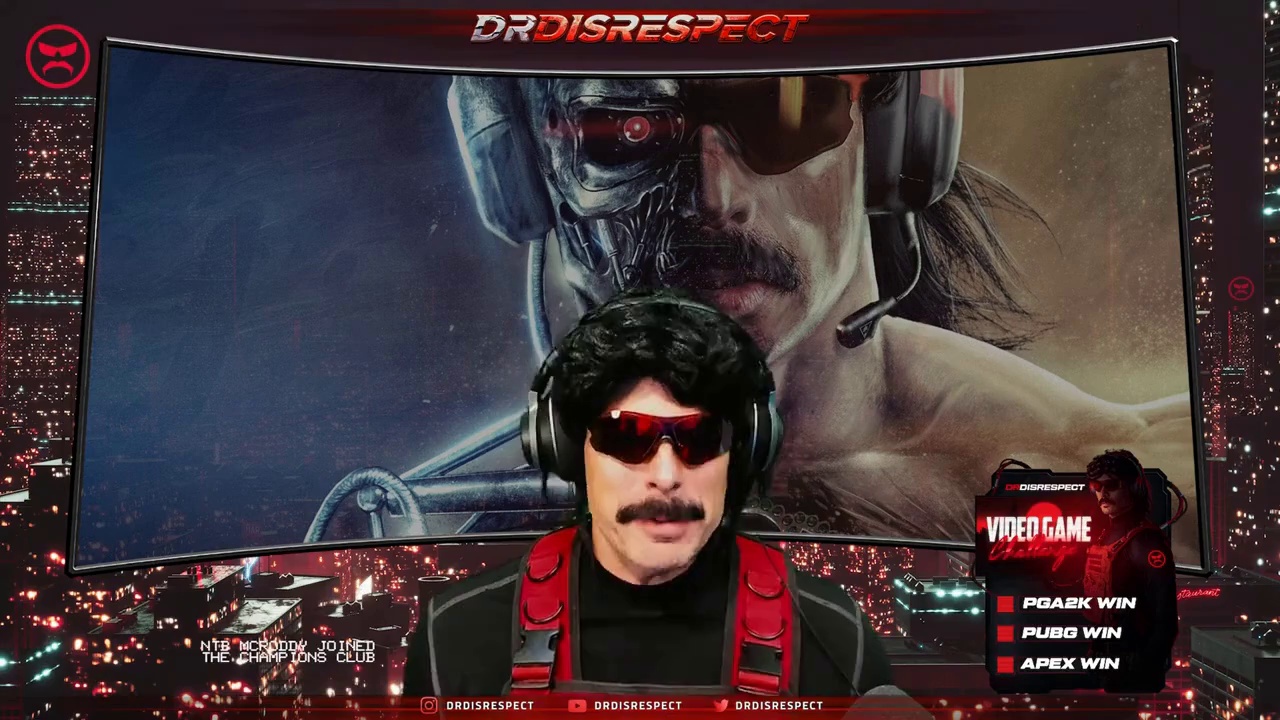 DRDISRESPECT
DRDISRESPECT
VIDEO GAME
Challenge
PGA2K WIN
PUBG WIN
APEX WIN
staurant
NTB MCRODDY JOINED
THE CHAMPIONS CLUB
DRDISRESPECT
DRDISRESPECT
DRDISRESPECT